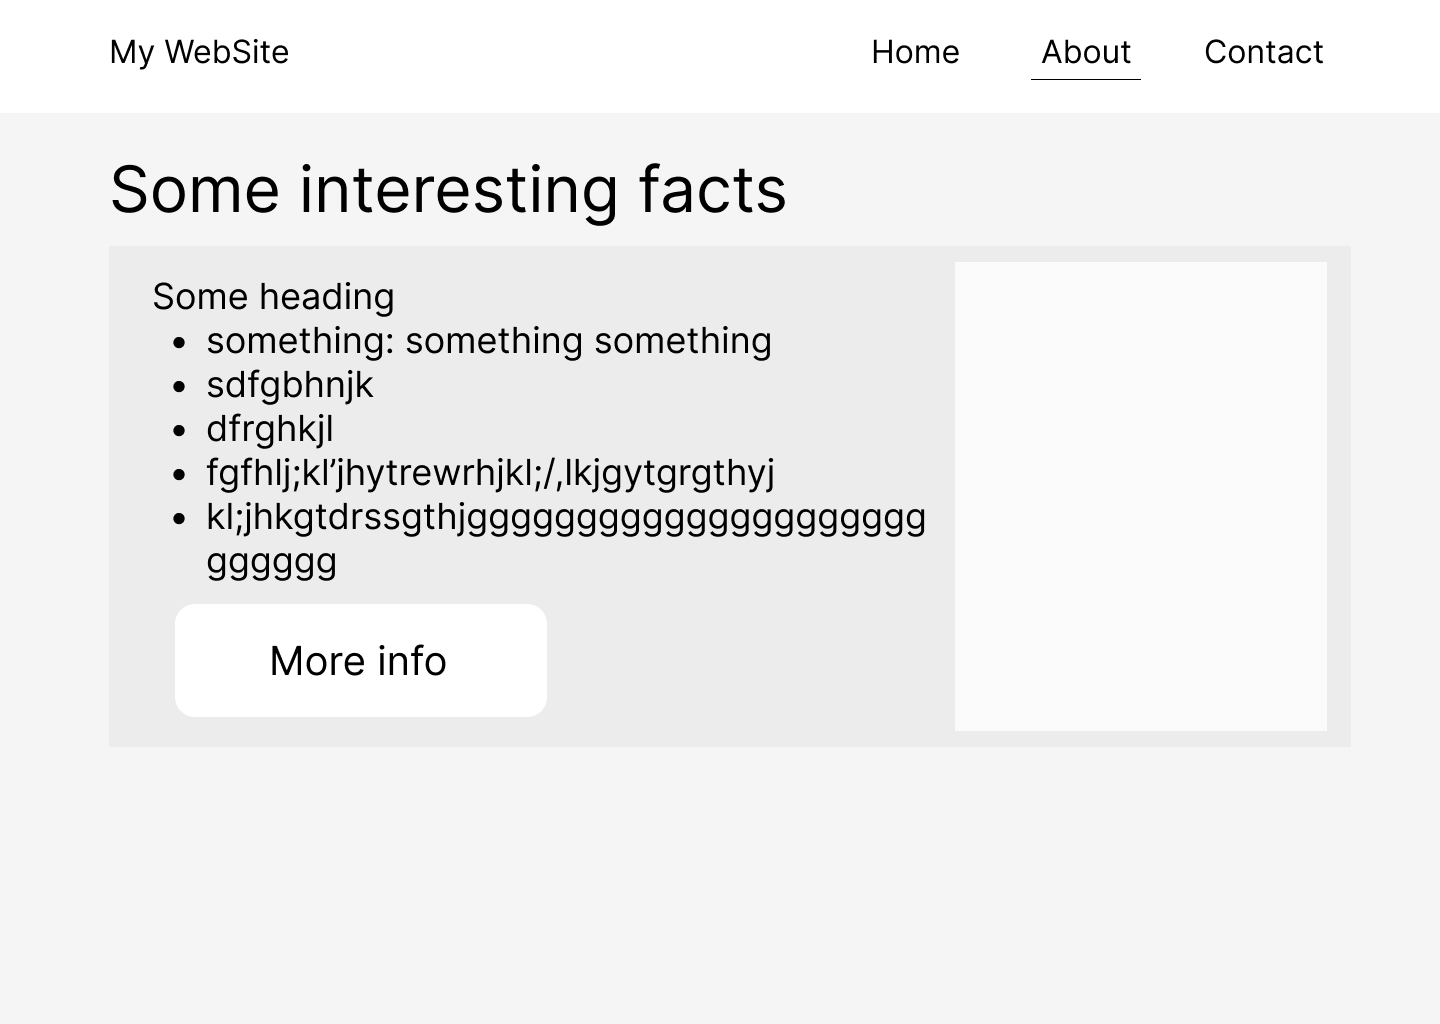 My WebSite
Home About Contact
Some interesting facts
Some heading
• something: something something
• sdfgbhnjk
• dfrghkjl
• fgfhlj;kl’jhytrewrhjkl;/,lkjgytgrgthyj
• kl;jhkgtdrssgthjggggggggggggggggggggg
gggggg
More info